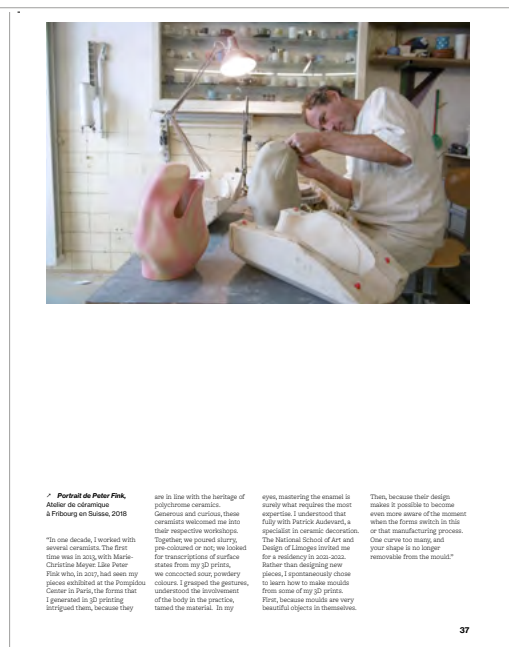 ↗ Portrait de Peter Fink,
Atelier de céramique
à Fribourg en Suisse, 2018
"In one decade, I worked with
several ceramists. The first
time was in 2013, with Marie-
Christine Meyer. Like Peter
Fink who, in 2017, had seen my
pieces exhibited at the Pompidou
Center in Paris, the forms that
I generated in 3D printing
intrigued them, because they
are in line with the heritage of
polychrome ceramics.
Generous and curious, these
ceramists welcomed me into
their respective workshops.
Together, we poured slurry,
pre-coloured or not; we looked
for transcriptions of surface
states from my 3D prints,
we concocted sour, powdery
colours. I grasped the gestures,
understood the involvement
of the body in the practice,
tamed the material. In my
eyes, mastering the enamel is
surely what requires the most
expertise. I understood that
fully with Patrick Audevard, a
specialist in ceramic decoration.
The National School of Art and
Design of Limoges invited me
for a residency in 2021-2022.
Rather than designing new
pieces, I spontaneously chose
to learn how to make moulds
from some of my 3D prints.
First, because moulds are very
beautiful objects in themselves.
Then, because their design
makes it possible to become
even more aware of the moment
when the forms switch in this
or that manufacturing process.
One curve too many, and
your shape is no longer
removable from the mould."
37